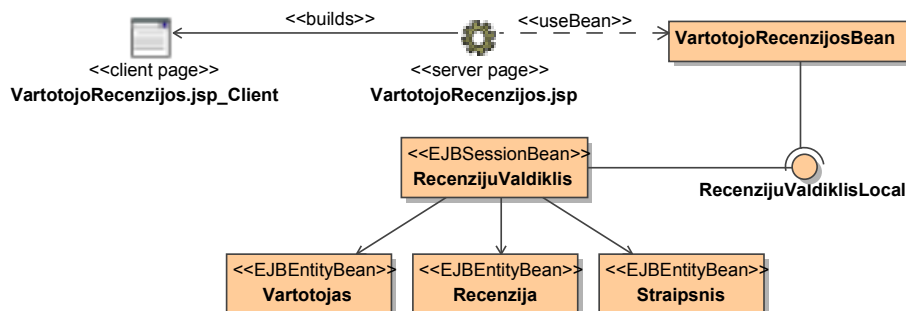 <<builds>>
<<useBean>>
<<client page>>
VartotojoRecenzijos.jsp_Client
<<server page>>
VartotojoRecenzijos.jsp
VartotojoRecenzijosBean
<<EJBSessionBean>>
RecenzijuValdiklis
RecenzijuValdiklisLocal
<<EJBEntityBean>>
Vartotojas
<<EJBEntityBean>>
Recenzija
<<EJBEntityBean>>
Straipsnis